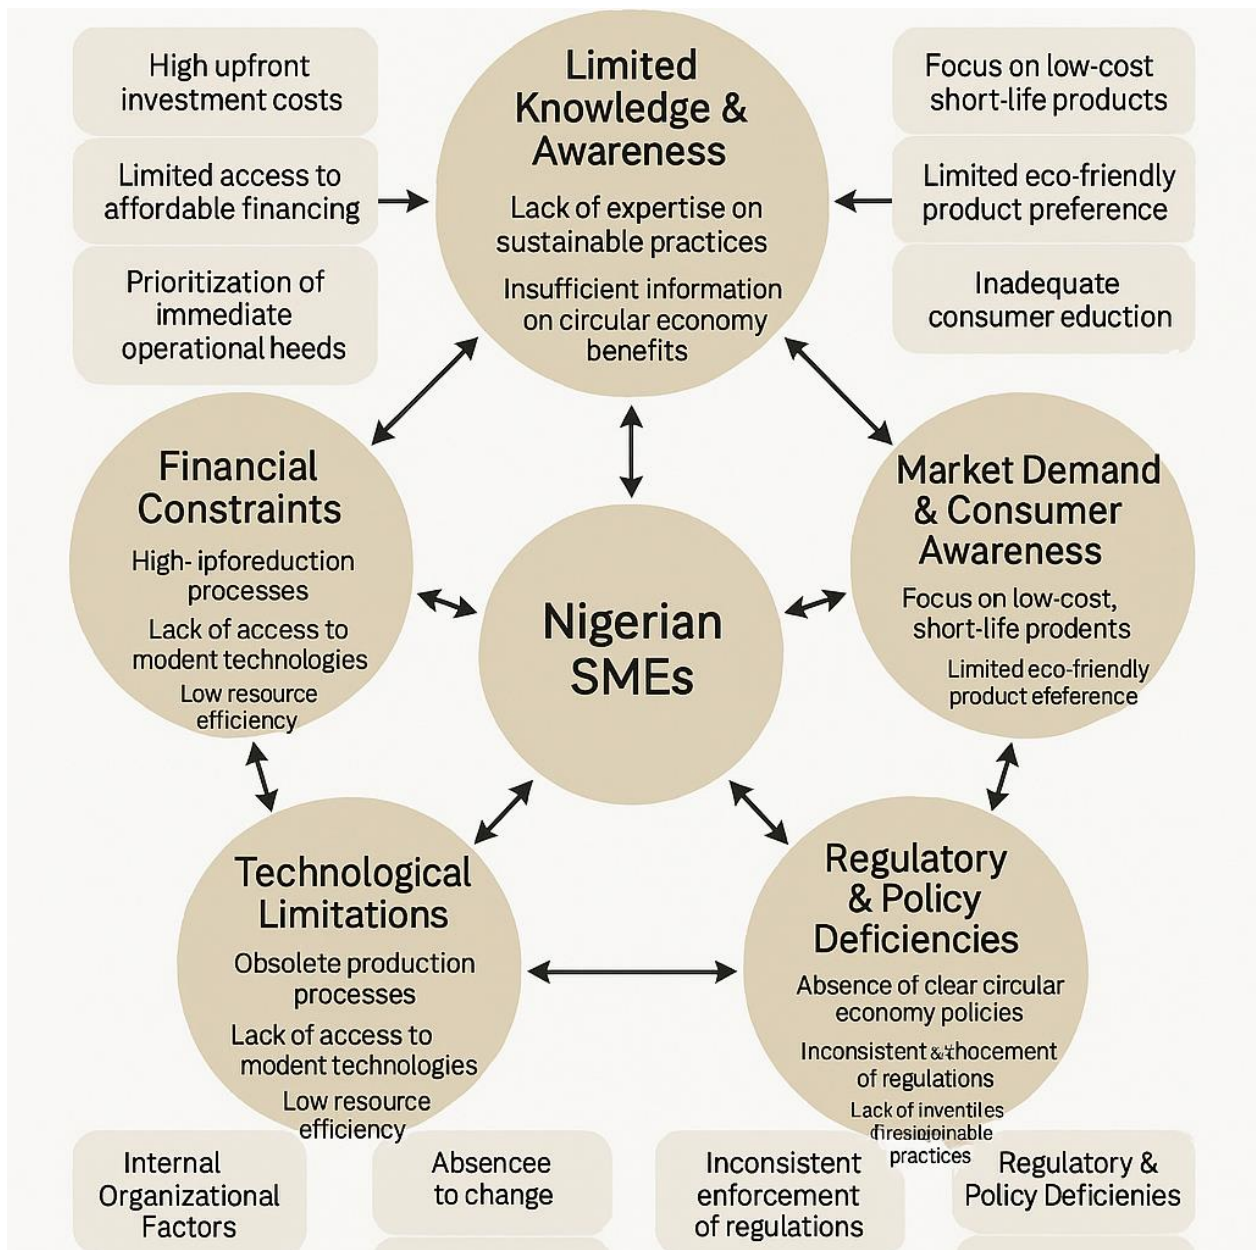 High upfront
investment costs
Limited access to
affordable financing
Prioritization of
immediate
operational heeds
Limited
Knowledge &
Awareness
Lack of expertise on
sustainable practices
Insufficient information
on circular economy
benefits
Focus on low-cost
short-life products
Limited eco-friendly
product preference
Inadequate
consumer eduction
Financial
Constraints
High- ipforeduction
processes
Lack of access to
modent technologies
Low resource
efficiency
Nigerian
SMEs
Market Demand
& Consumer
Awareness
Focus on low-cost,
short-life prodents
Limited eco-friendly
product efeference
Technological
Limitations
Obsolete production
processes
Lack of access to
modent technologies
Low resource
efficiency
Regulatory
& Policy
Deficiencies
Absence of clear circular
economy policies
Inconsistent
of regulations
Lack of inventiles
practices
Internal
Organizational
Factors
Absencee
to change
Inconsistent
enforcement
of regulations
Regulatory &
Policy Deficienies